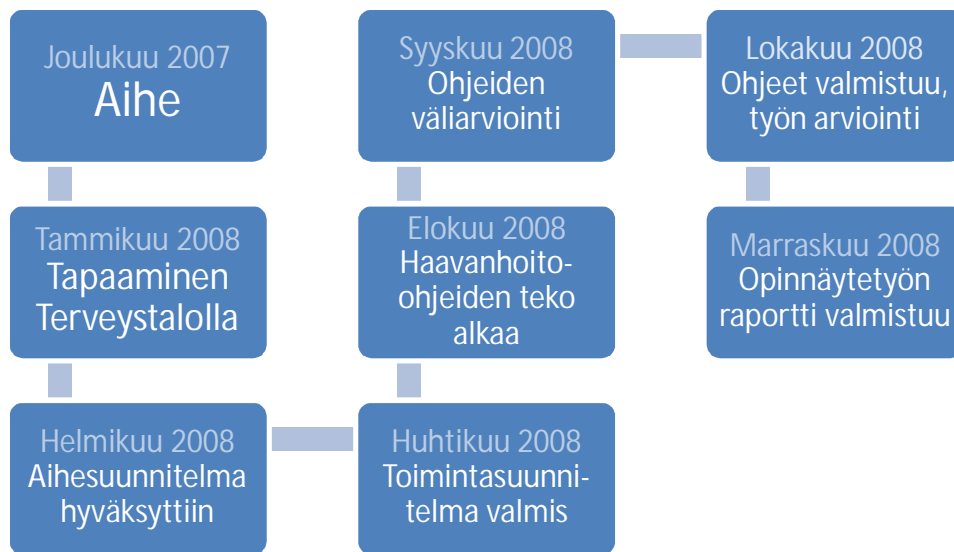 Joulukuu 2007
Aihe
Tammikuu 2008
Tapaaminen
Terveystalolla
Helmikuu 2008
Aihesuunnitelma
hyväksyttiin
Huhtikuu 2008
Toimintasuunni-
telma valmis
Elokuu 2008
Haavanhoito-
ohjeiden teko
alkaa
Syyskuu 2008
Ohjeiden
väliarviointi
Lokakuu 2008
Ohjeet valmistuu,
työn arviointi
Marraskuu 2008
Opinnäytetyön
raportti valmistuu